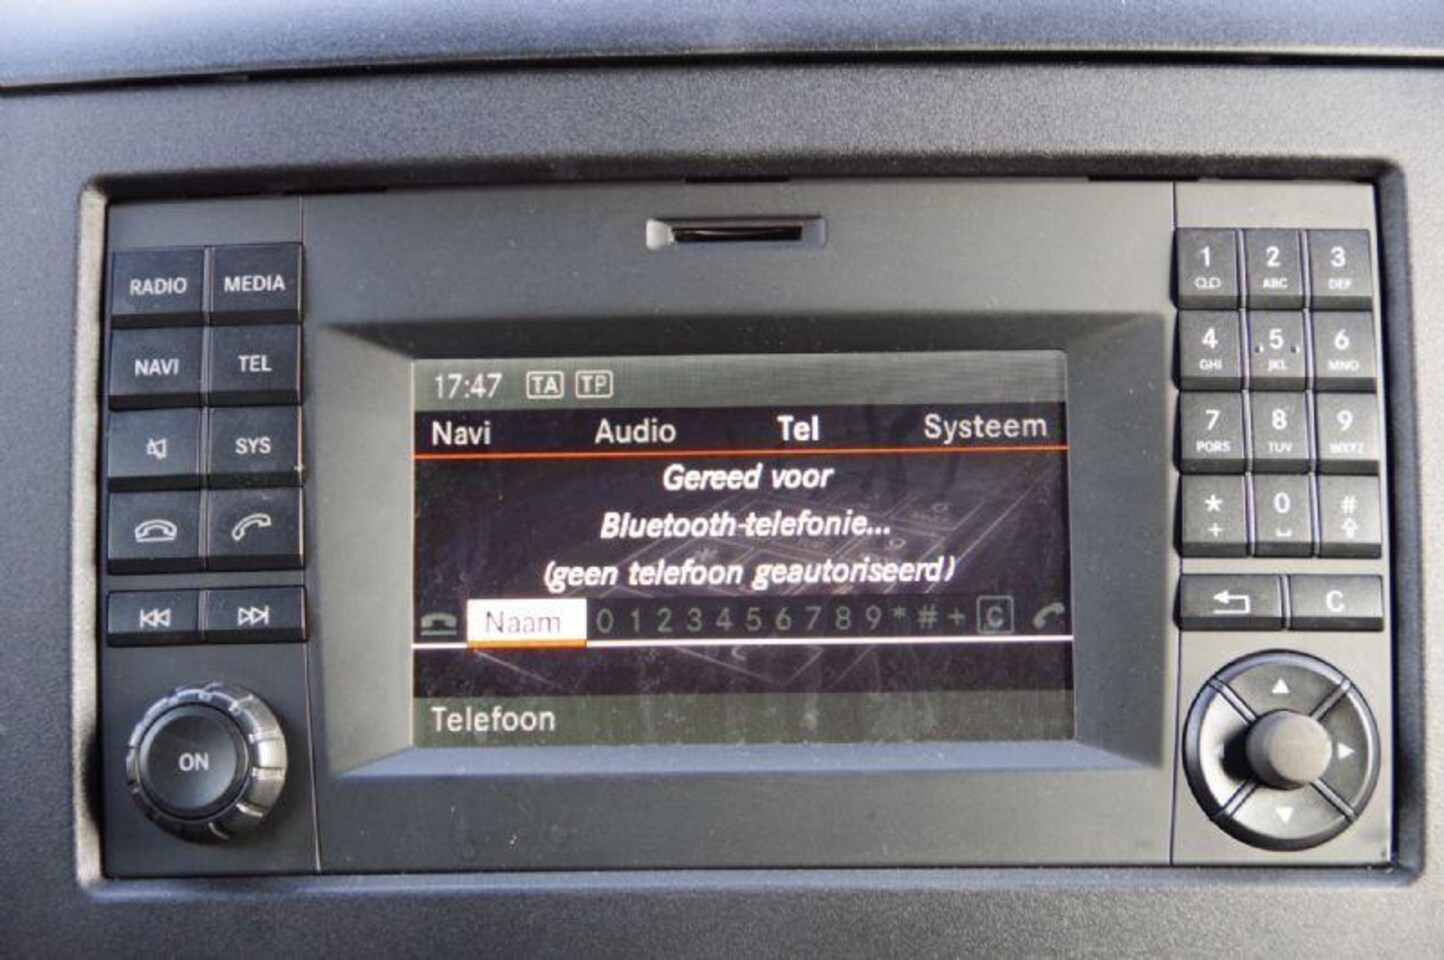 RADIO MEDIA
NAVI TEL
SYS
ON
17:47 TA TP
Navi Audio Tel Systeem
Gereed voor
Bluetooth-telefonie...
(geen telefoon geautoriseerd)
Naam 0 1 2 3 4 5 6 7 8 9 * # + C
Telefoon
1 2 3
ABC DEF
4 5 6
GHI JKL MNO
7 8 9
PQRS TUV WXYZ
* 0 #
+
C